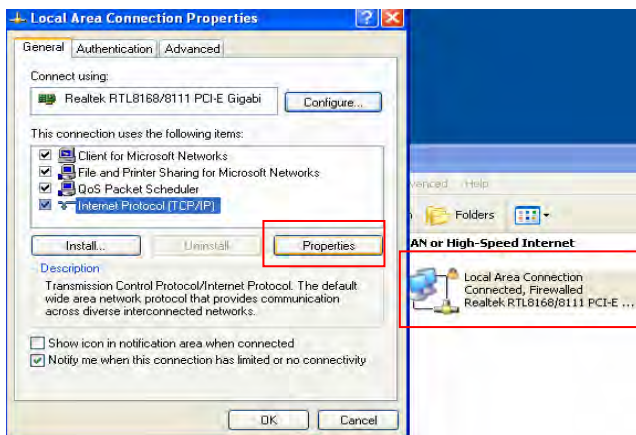 Local Area Connection Properties
General
Authentication
Advanced
Connect using:
Realtek RTL8168/8111 PCI-E Gigabi
Configure...
This connection uses the following items:
Client for Microsoft Networks
File and Printer Sharing for Microsoft Networks
QoS Packet Scheduler
Internet Protocol (TCP/IP)
Install...
Uninstall
Properties
Description
Transmission Control Protocol/Internet Protocol. The default
wide area network protocol that provides communication
across diverse interconnected networks.
Show icon in notification area when connected
Notify me when this connection has limited or no connectivity
OK
Cancel
Help
Folders
AN or High-Speed Internet
Local Area Connection
Connected, Firewalled
Realtek RTL8168/8111 PCI-E ...